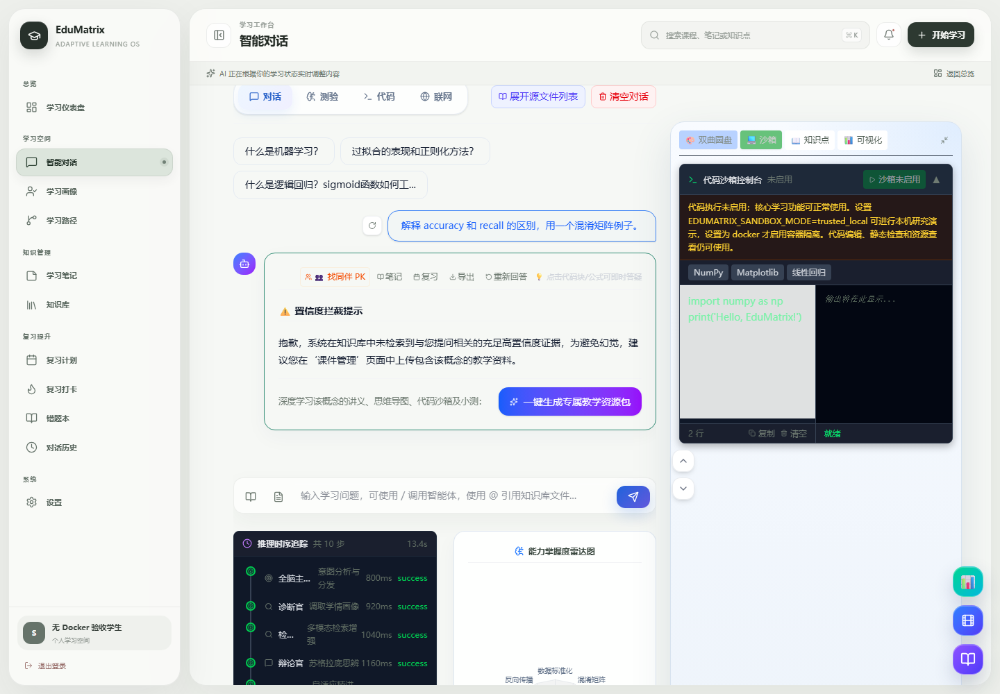 EduMatrix
ADAPTIVE LEARNING OS
总览
学习仪表盘
学习空间
智能对话
学习画像
学习路径
知识管理
学习笔记
知识库
复习提升
复习计划
复习打卡
错题本
对话历史
系统
设置
S
无 Docker 验收学生
个人学习空间
退出登录
学习工作台
智能对话
搜索课程、笔记或知识点
⌘K
开始学习
AI 正在根据你的学习状态实时调整内容
返回总览
对话
测验
代码
联网
展开源文件列表
清空对话
什么是机器学习？
过拟合的表现和正则化方法？
什么是逻辑回归？sigmoid函数如何工...
解释 accuracy 和 recall 的区别，用一个混淆矩阵例子。
找同伴 PK
笔记
复习
导出
重新回答
点击代码块/公式可即时答疑
置信度拦截提示
抱歉，系统在知识库中未检索到与您提问相关的充足高置信度证据，为避免幻觉，建
议您在‘课件管理’页面中上传包含该概念的教学资料。
深度学习该概念的讲义、思维导图、代码沙箱及小测：
一键生成专属教学资源包
输入学习问题，可使用 / 调用智能体，使用 @ 引用知识库文件...
推理时序追踪 共 10 步 13.4s
全脑主... 意图分析与分发 800ms success
诊断官 调取学情画像 920ms success
检... 多模态检索增强 1040ms success
辩论官 苏格拉底思辨 1160ms success
能力掌握度雷达图
数据标准化
反向传播
混淆矩阵
双曲圆盘
沙箱
知识点
可视化
代码沙箱控制台 未启用
沙箱未启用
代码执行未启用；核心学习功能可正常使用。设置
EDUMATRIX_SANDBOX_MODE=trusted_local 可进行本机研究演
示，设置为 docker 才启用容器隔离。代码编辑、静态检查和资源查
看仍可使用。
NumPy
Matplotlib
线性回归
import numpy as np
print('Hello, EduMatrix!')
输出将在此显示...
2 行
复制
清空
就绪